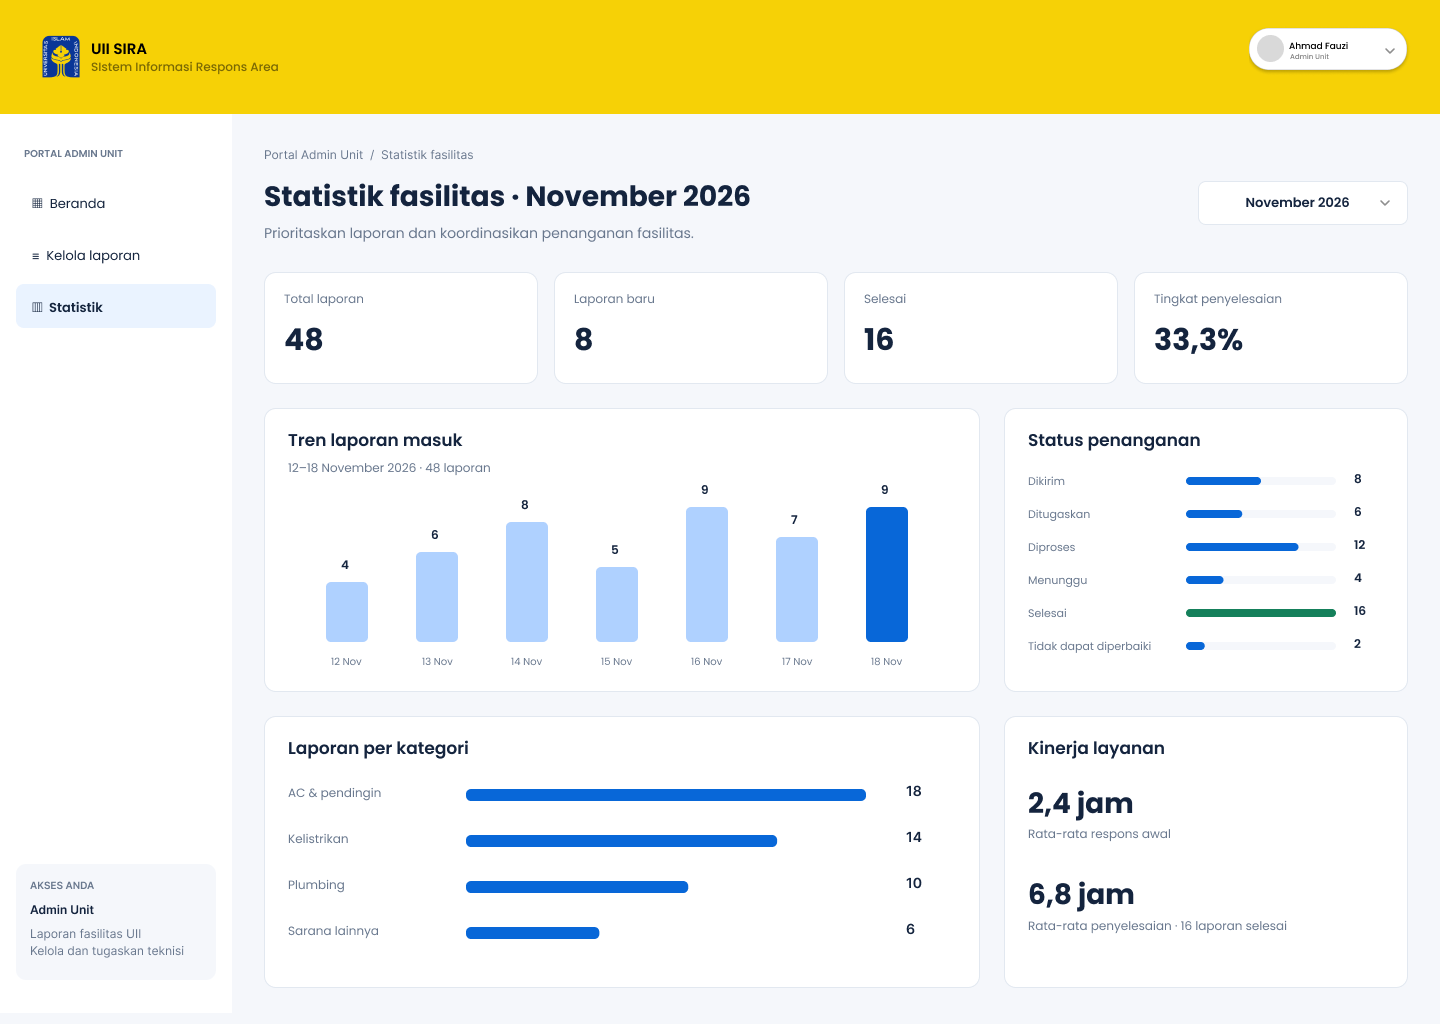 UNIVERSITAS
ISLAM
INDONESIA
UII SIRA
SIstem Informasi Respons Area
Ahmad Fauzi
Admin Unit
PORTAL ADMIN UNIT
▦ Beranda
≡ Kelola laporan
▥ Statistik
AKSES ANDA
Admin Unit
Laporan fasilitas UII
Kelola dan tugaskan teknisi
Portal Admin Unit / Statistik fasilitas
Statistik fasilitas · November 2026
Prioritaskan laporan dan koordinasikan penanganan fasilitas.
November 2026
Total laporan
48
Laporan baru
8
Selesai
16
Tingkat penyelesaian
33,3%
Tren laporan masuk
12–18 November 2026 · 48 laporan
4
6
8
5
9
7
9
12 Nov
13 Nov
14 Nov
15 Nov
16 Nov
17 Nov
18 Nov
Status penanganan
Dikirim 8
Ditugaskan 6
Diproses 12
Menunggu 4
Selesai 16
Tidak dapat diperbaiki 2
Laporan per kategori
AC & pendingin 18
Kelistrikan 14
Plumbing 10
Sarana lainnya 6
Kinerja layanan
2,4 jam
Rata-rata respons awal
6,8 jam
Rata-rata penyelesaian · 16 laporan selesai